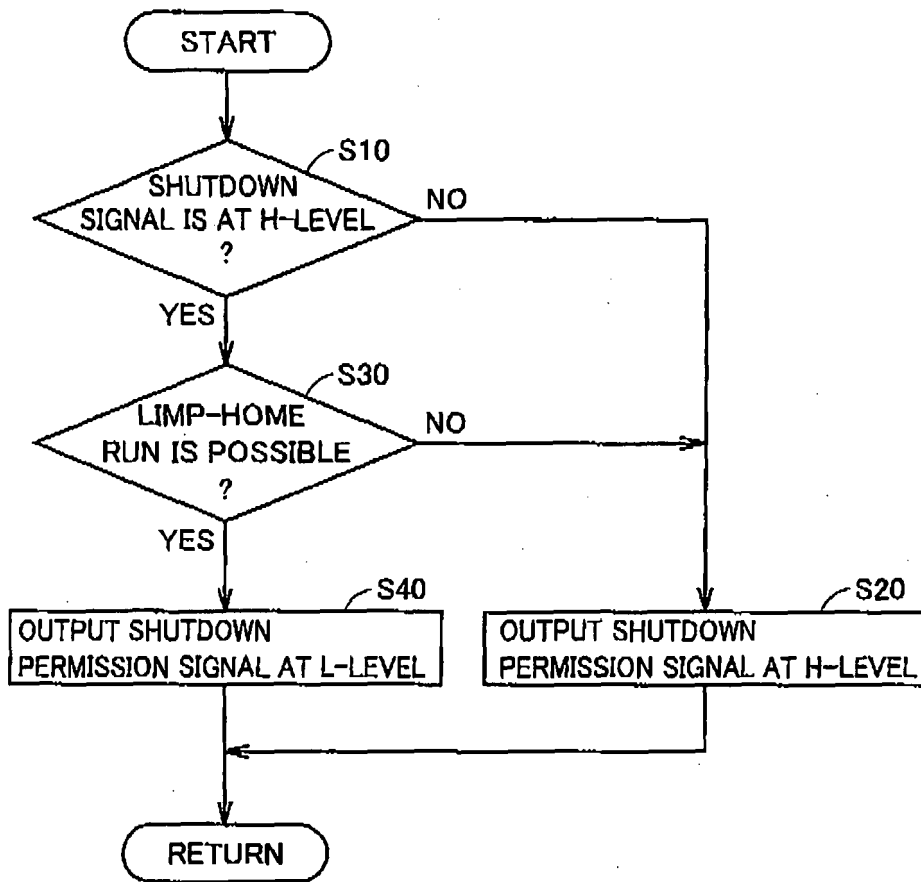 START
S10
SHUTDOWN
SIGNAL IS AT H-LEVEL
?
NO
YES
S30
LIMP-HOME
RUN IS POSSIBLE
?
NO
YES
S40
OUTPUT SHUTDOWN
PERMISSION SIGNAL AT L-LEVEL
S20
OUTPUT SHUTDOWN
PERMISSION SIGNAL AT H-LEVEL
RETURN